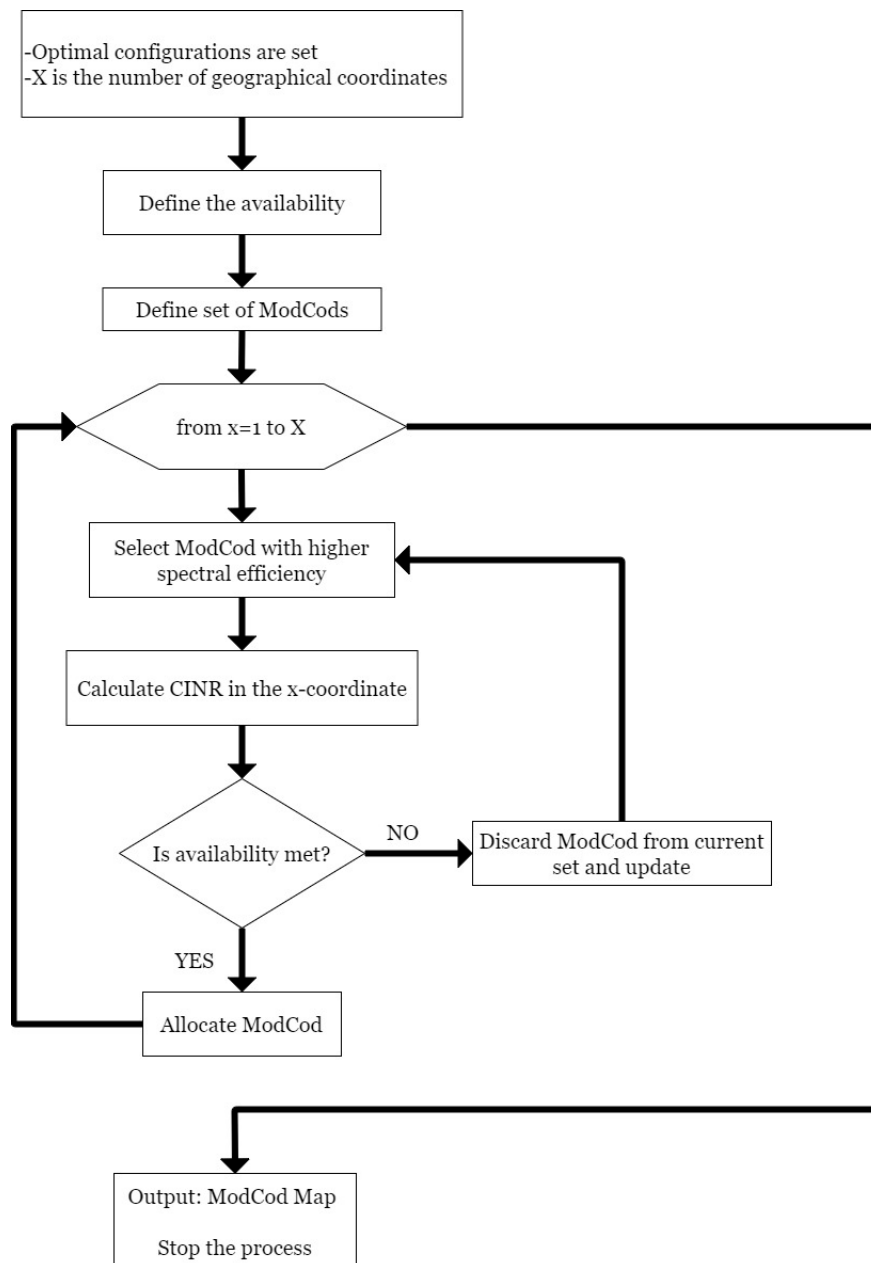 -Optimal configurations are set
-X is the number of geographical coordinates
Define the availability
Define set of ModCods
from x=1 to X
Select ModCod with higher
spectral efficiency
Calculate CINR in the x-coordinate
Is availability met?
NO
Discard ModCod from current
set and update
YES
Allocate ModCod
Output: ModCod Map
Stop the process